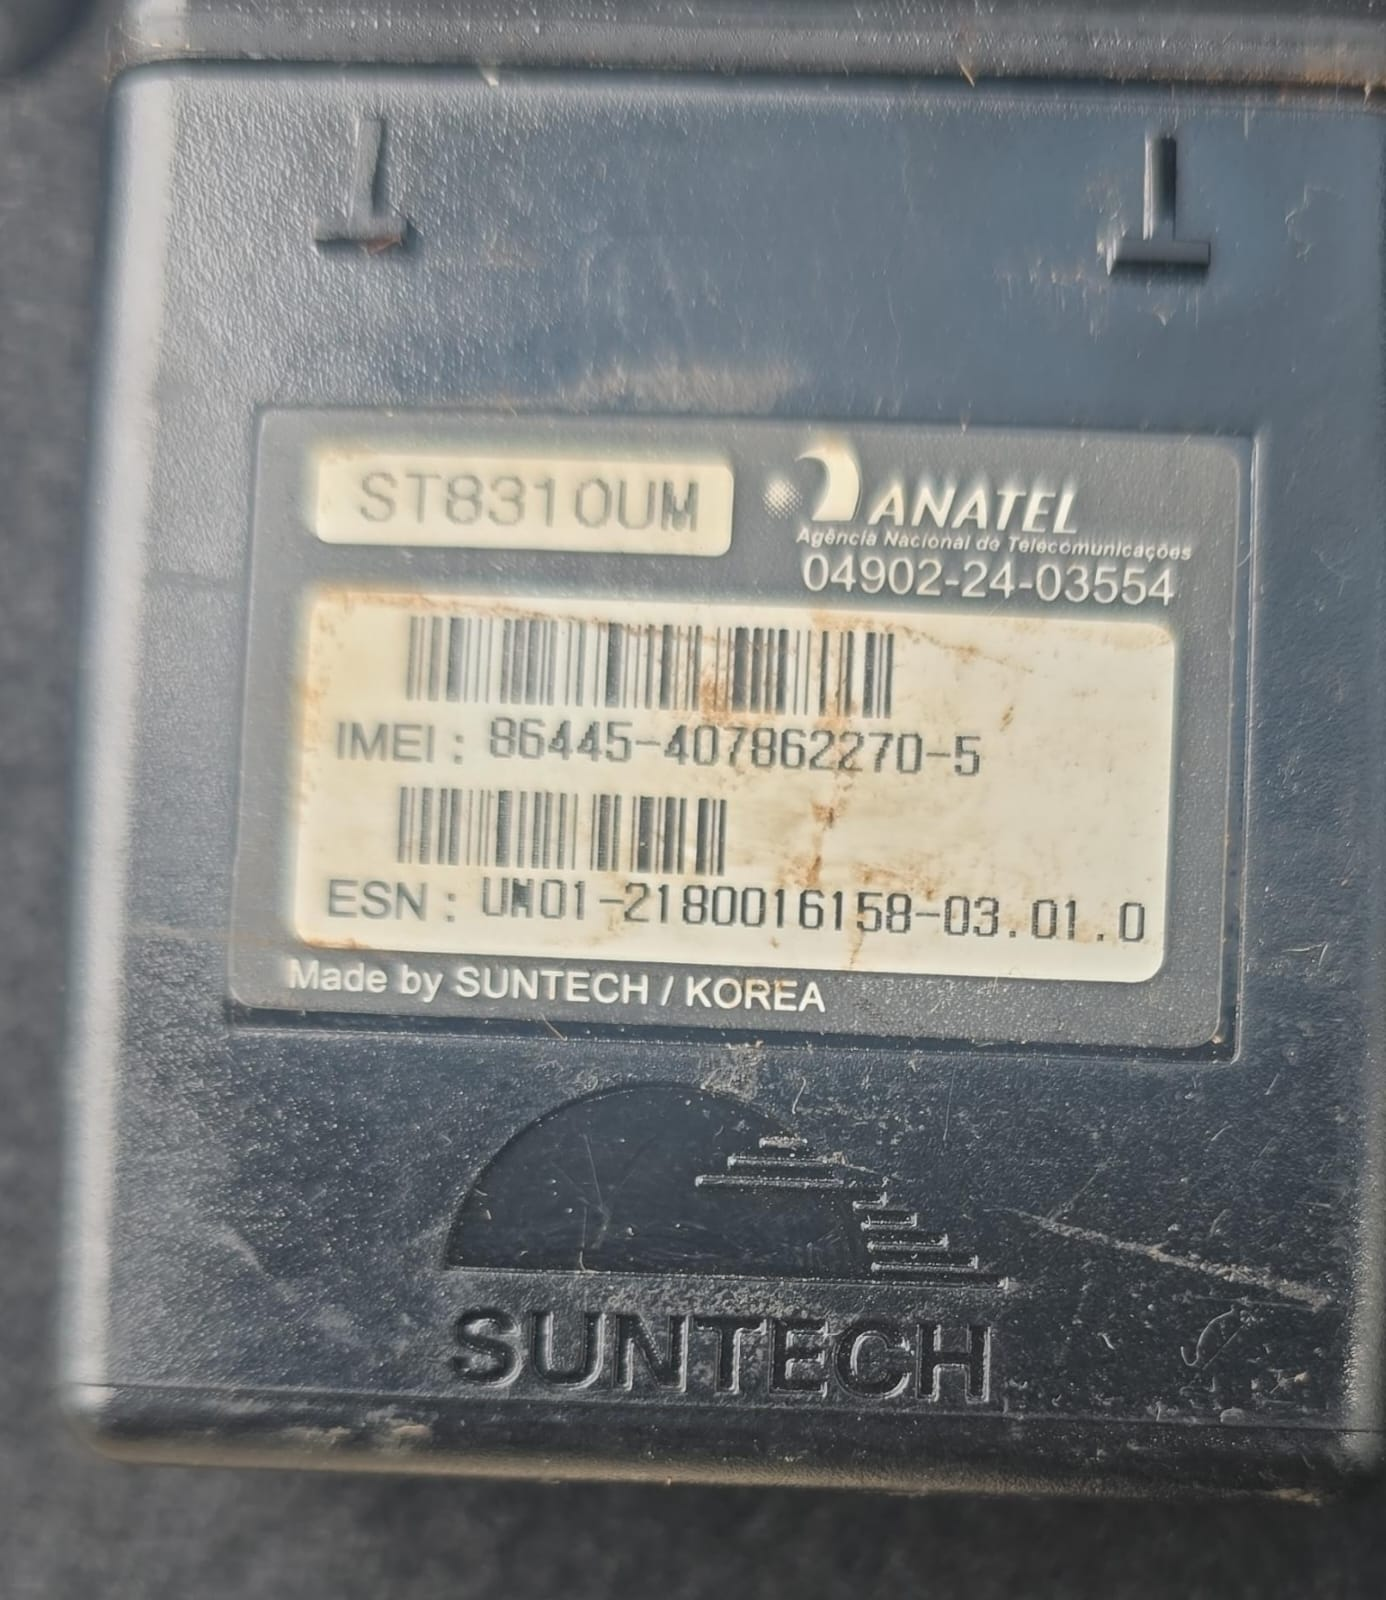 ST8310UM
ANATEL
Agência Nacional de Telecomunicações
04902-24-03554
IMEI : 86445-407862270-5
ESN : UM01-2180016158-03.01.0
Made by SUNTECH / KOREA
SUNTECH